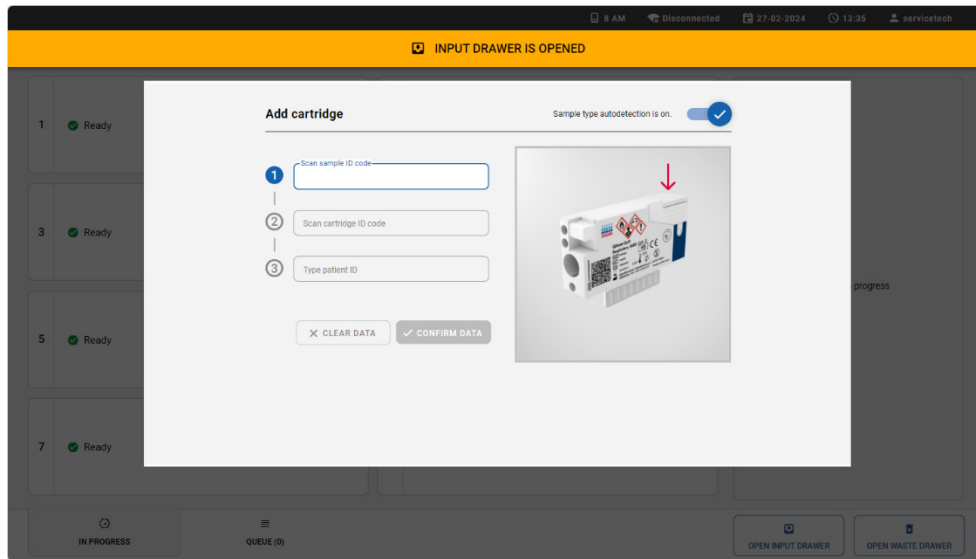 8 AM Disconnected 27-02-2024 13:35 servicetech
INPUT DRAWER IS OPENED
Add cartridge
Sample type autodetection is on.
1 Ready
3 Ready
5 Ready
7 Ready
1 Scan sample ID code
2 Scan cartridge ID code
3 Type patient ID
CLEAR DATA
CONFIRM DATA
progress
IN PROGRESS
QUEUE (0)
OPEN INPUT DRAWER
OPEN WASTE DRAWER